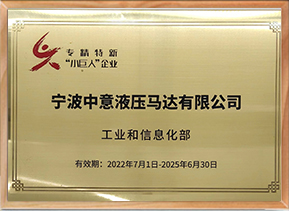 专精特新
“小巨人”企业
宁波中意液压马达有限公司
工业和信息化部
有效期：2022年7月1日-2025年6月30日